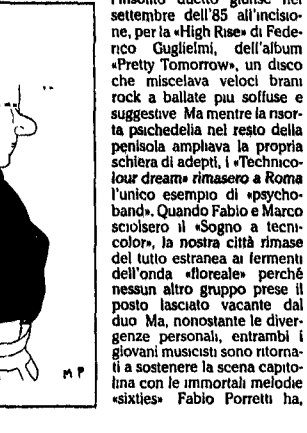 l'insolito duetto giunse nel
settembre dell'85 all'incisio-
ne, per la «High Rise» di Fede-
rico Guglielmi, dell'album
«Pretty Tomorrow», un disco
che miscelava veloci brani
rock a ballate piu soffuse e
suggestive Ma mentre la risor-
ta psichedelia nel resto della
penisola ampliava la propria
schiera di adepti, i «Technico-
lour dream» rimasero a Roma
l'unico esempio di «psycho-
band». Quando Fabio e Marco
sciolsero il «Sogno a tecni-
color», la nostra città rimase
del tutto estranea ai fermenti
dell'onda «floreale» perché
nessun altro gruppo prese il
posto lasciato vacante dal
duo Ma, nonostante le diver-
genze personali, entrambi i
giovani musicisti sono ritorna-
ti a sostenere la scena capito-
lina con le immortali melodie
«sixties» Fabio Porretti ha,
M P